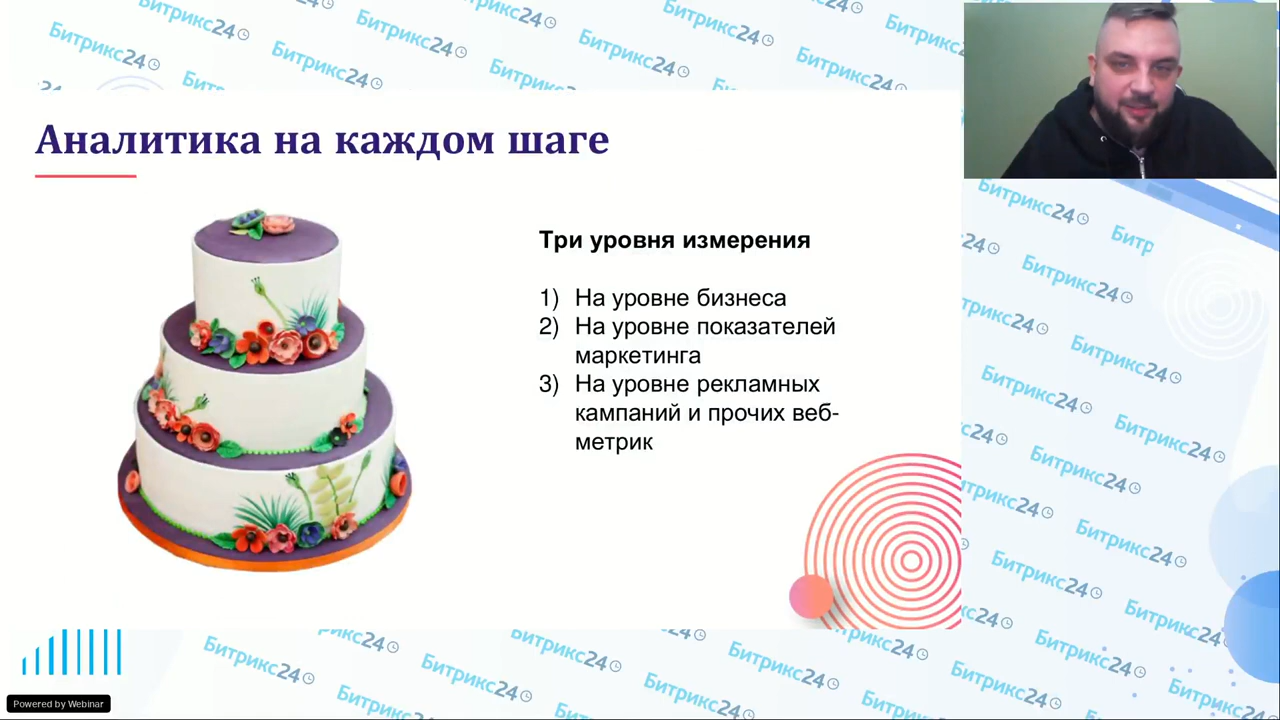 Аналитика на каждом шаге
Три уровня измерения
1) На уровне бизнеса
2) На уровне показателей
маркетинга
3) На уровне рекламных
кампаний и прочих веб-
метрик
Битрикс24
Powered by Webinar